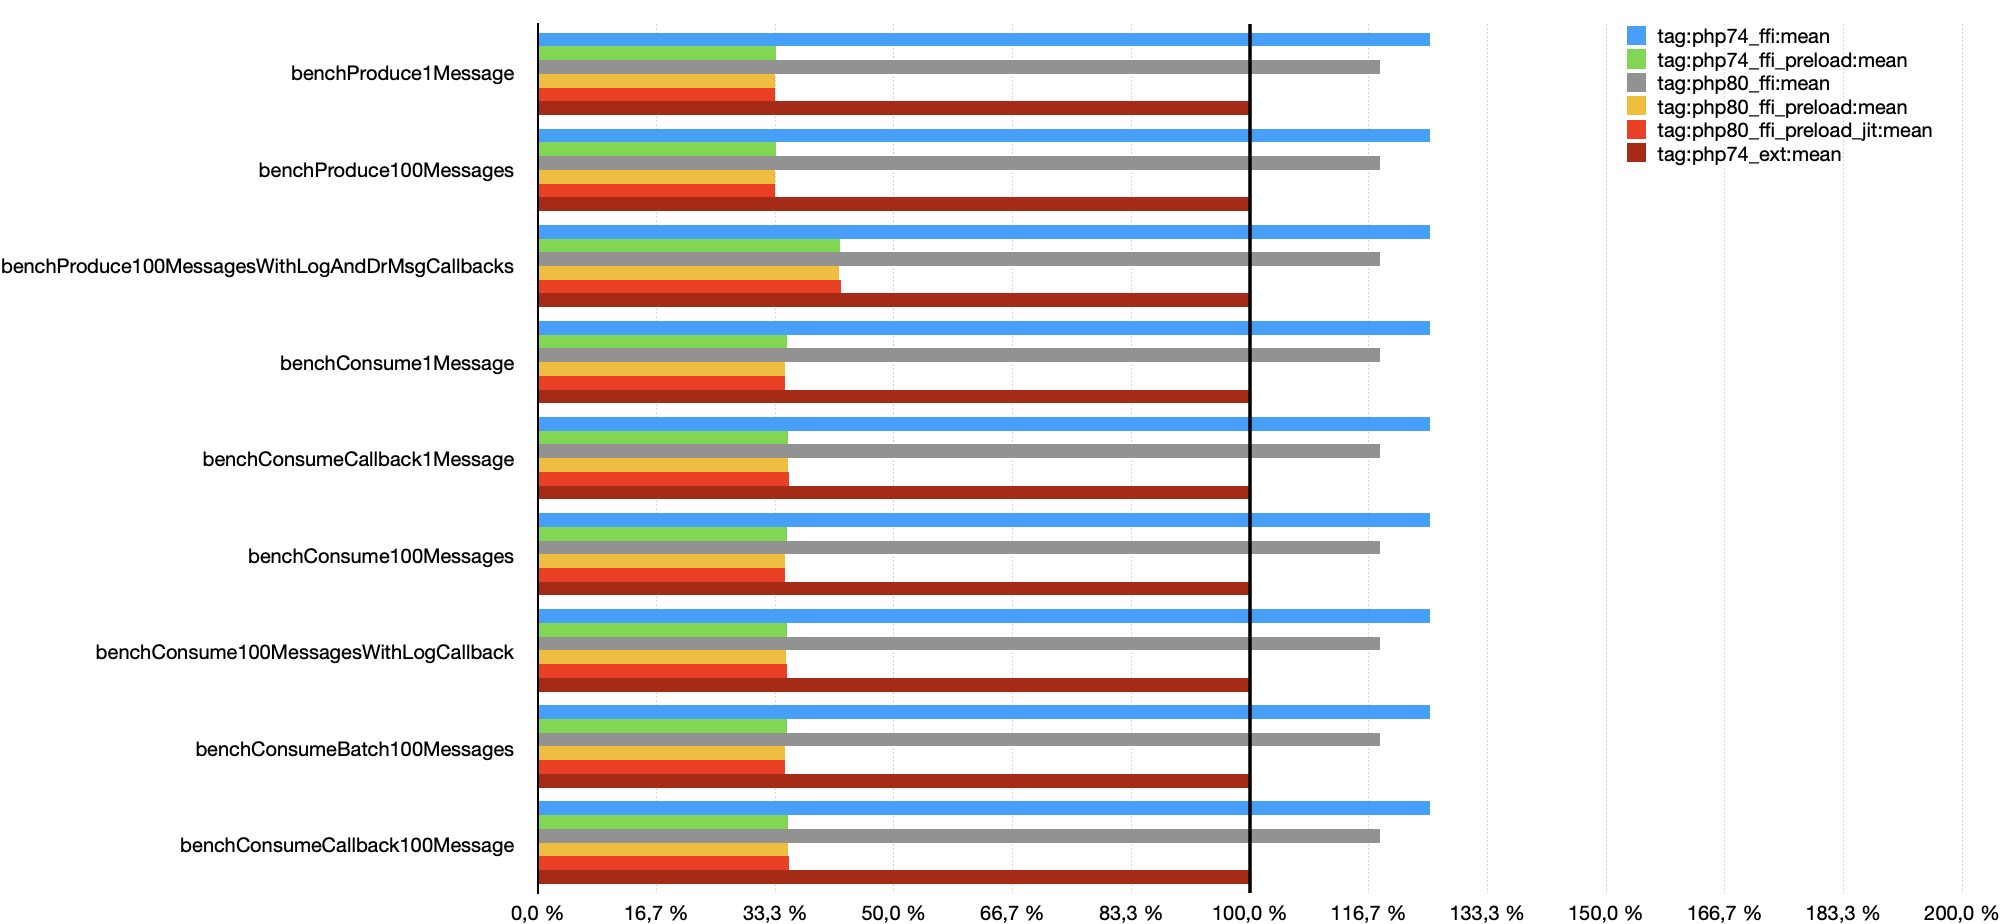 benchProduce1Message
benchProduce100Messages
benchProduce100MessagesWithLogAndDrMsgCallbacks
benchConsume1Message
benchConsumeCallback1Message
benchConsume100Messages
benchConsume100MessagesWithLogCallback
benchConsumeBatch100Messages
benchConsumeCallback100Message
tag:php74_ffi:mean
tag:php74_ffi_preload:mean
tag:php80_ffi:mean
tag:php80_ffi_preload:mean
tag:php80_ffi_preload_jit:mean
tag:php74_ext:mean
0,0 % 16,7 % 33,3 % 50,0 % 66,7 % 83,3 % 100,0 % 116,7 % 133,3 % 150,0 % 166,7 % 183,3 % 200,0 %